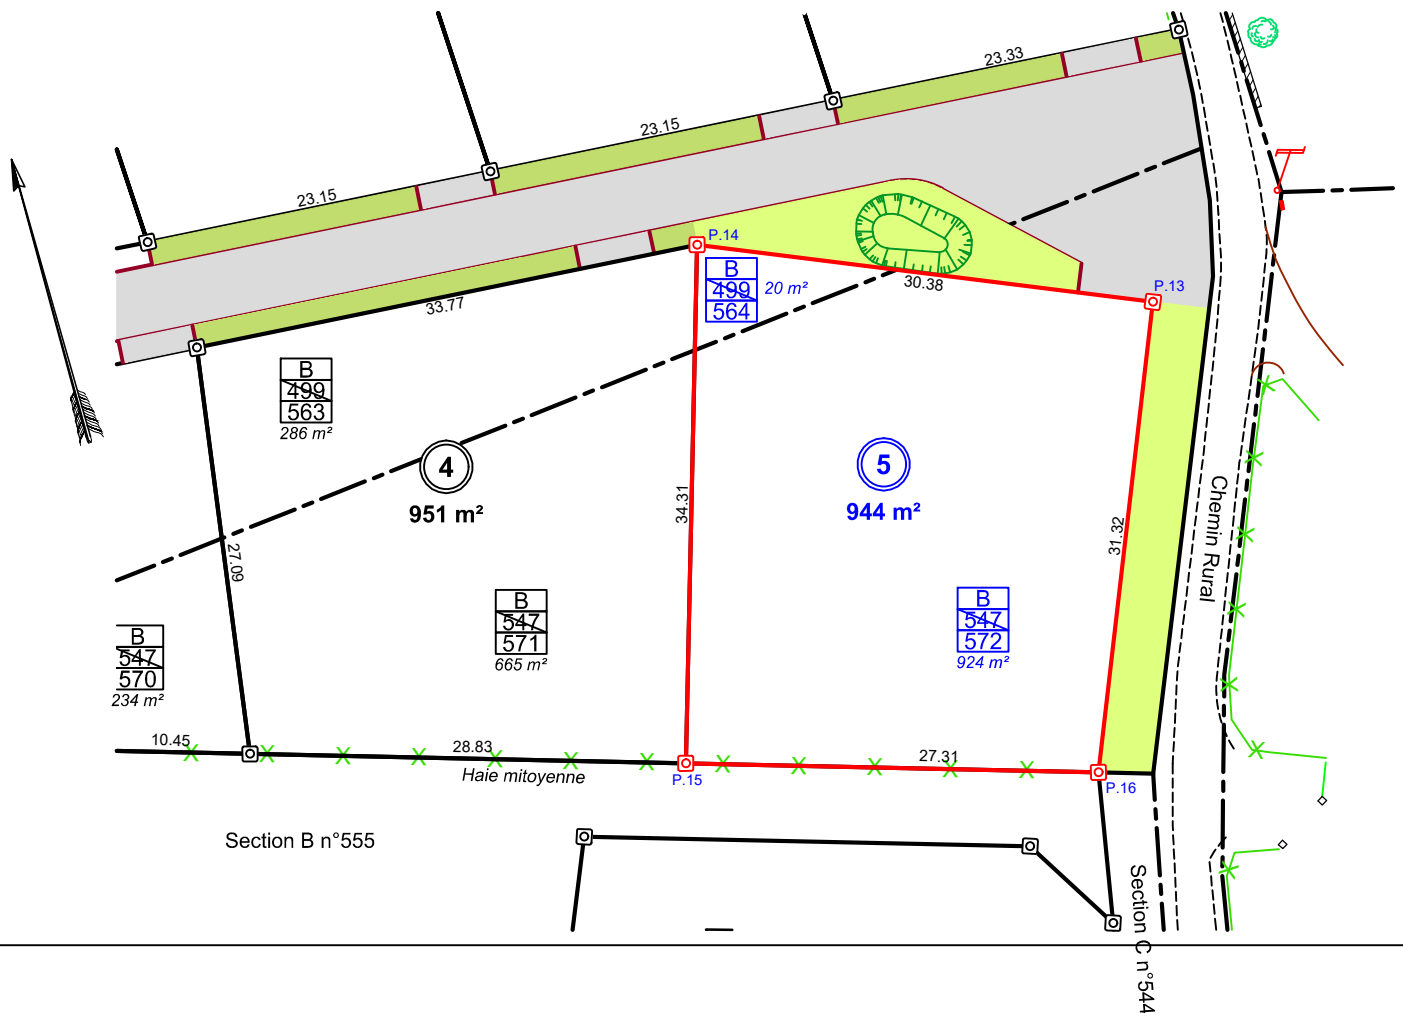 23.33
23.15
23.15
P.14
B
499
564
20 m²
30.38
P.13
33.77
B
499
563
286 m²
4
951 m²
5
944 m²
34.31
31.32
27.09
Chemin Rural
B
547
571
665 m²
B
547
572
924 m²
B
547
570
234 m²
10.45
28.83
27.31
Haie mitoyenne
P.15
P.16
Section B n°555
Section C n°544